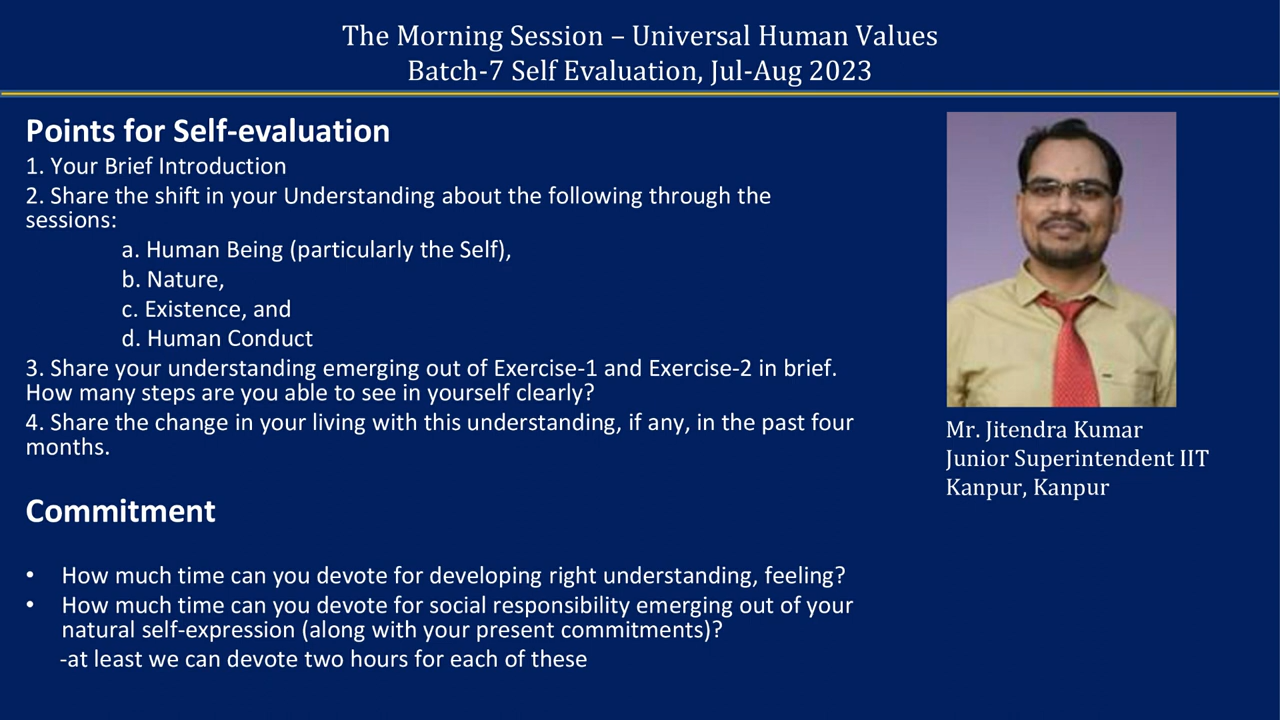 The Morning Session – Universal Human Values
Batch-7 Self Evaluation, Jul-Aug 2023
Points for Self-evaluation
1. Your Brief Introduction
2. Share the shift in your Understanding about the following through the
sessions:
a. Human Being (particularly the Self),
b. Nature,
c. Existence, and
d. Human Conduct
3. Share your understanding emerging out of Exercise-1 and Exercise-2 in brief.
How many steps are you able to see in yourself clearly?
4. Share the change in your living with this understanding, if any, in the past four
months.
Commitment
• How much time can you devote for developing right understanding, feeling?
• How much time can you devote for social responsibility emerging out of your
natural self-expression (along with your present commitments)?
-at least we can devote two hours for each of these
Mr. Jitendra Kumar
Junior Superintendent IIT
Kanpur, Kanpur